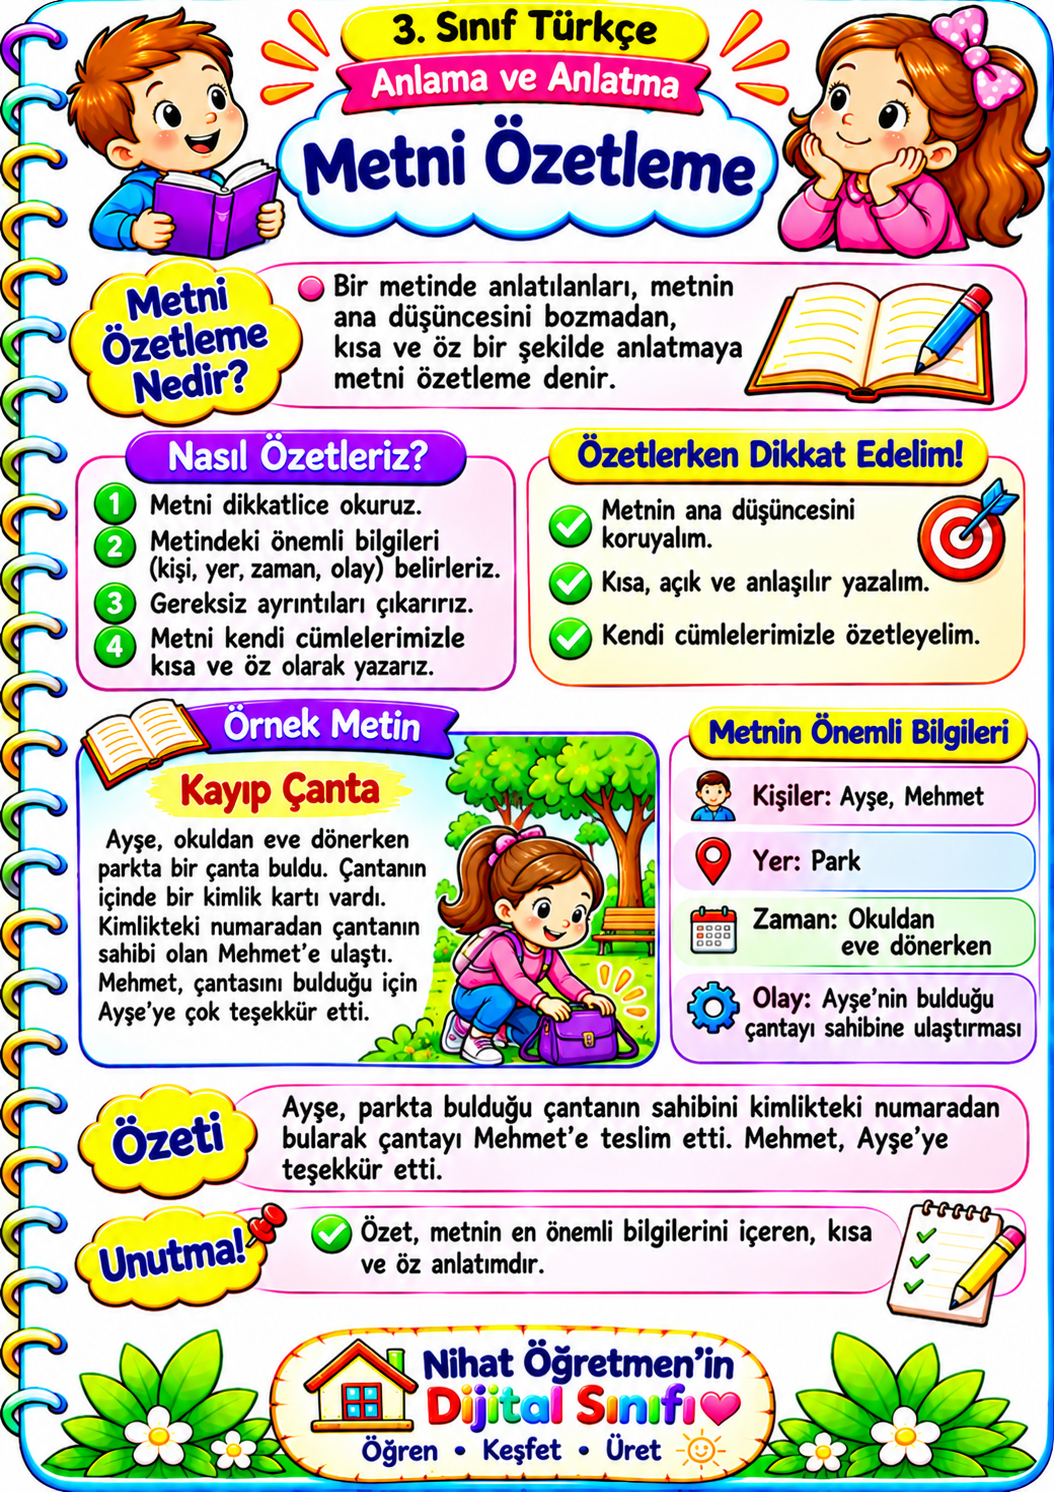 3. Sınıf Türkçe
Anlama ve Anlatma
Metni Özetleme
Metni
Özetleme
Nedir?
Bir metinde anlatılanları, metnin
ana düşüncesini bozmadan,
kısa ve öz bir şekilde anlatmaya
metni özetleme denir.
Nasıl Özetleriz?
1 Metni dikkatlice okuruz.
2 Metindeki önemli bilgileri
(kişi, yer, zaman, olay) belirleriz.
3 Gereksiz ayrıntıları çıkarırız.
4 Metni kendi cümlelerimizle
kısa ve öz olarak yazarız.
Özetlerken Dikkat Edelim!
Metnin ana düşüncesini
koruyalım.
Kısa, açık ve anlaşılır yazalım.
Kendi cümlelerimizle özetleyelim.
Örnek Metin
Kayıp Çanta
Ayşe, okuldan eve dönerken
parkta bir çanta buldu. Çantanın
içinde bir kimlik kartı vardı.
Kimlikteki numaradan çantanın
sahibi olan Mehmet'e ulaştı.
Mehmet, çantasını bulduğu için
Ayşe'ye çok teşekkür etti.
Metnin Önemli Bilgileri
Kişiler: Ayşe, Mehmet
Yer: Park
Zaman: Okuldan
eve dönerken
Olay: Ayşe'nin bulduğu
çantayı sahibine ulaştırması
Özeti
Ayşe, parkta bulduğu çantanın sahibini kimlikteki numaradan
bularak çantayı Mehmet'e teslim etti. Mehmet, Ayşe'ye
teşekkür etti.
Unutma!
Özet, metnin en önemli bilgilerini içeren, kısa
ve öz anlatımdır.
Nihat Öğretmen'in
Dijital Sınıfı
Öğren • Keşfet • Üret